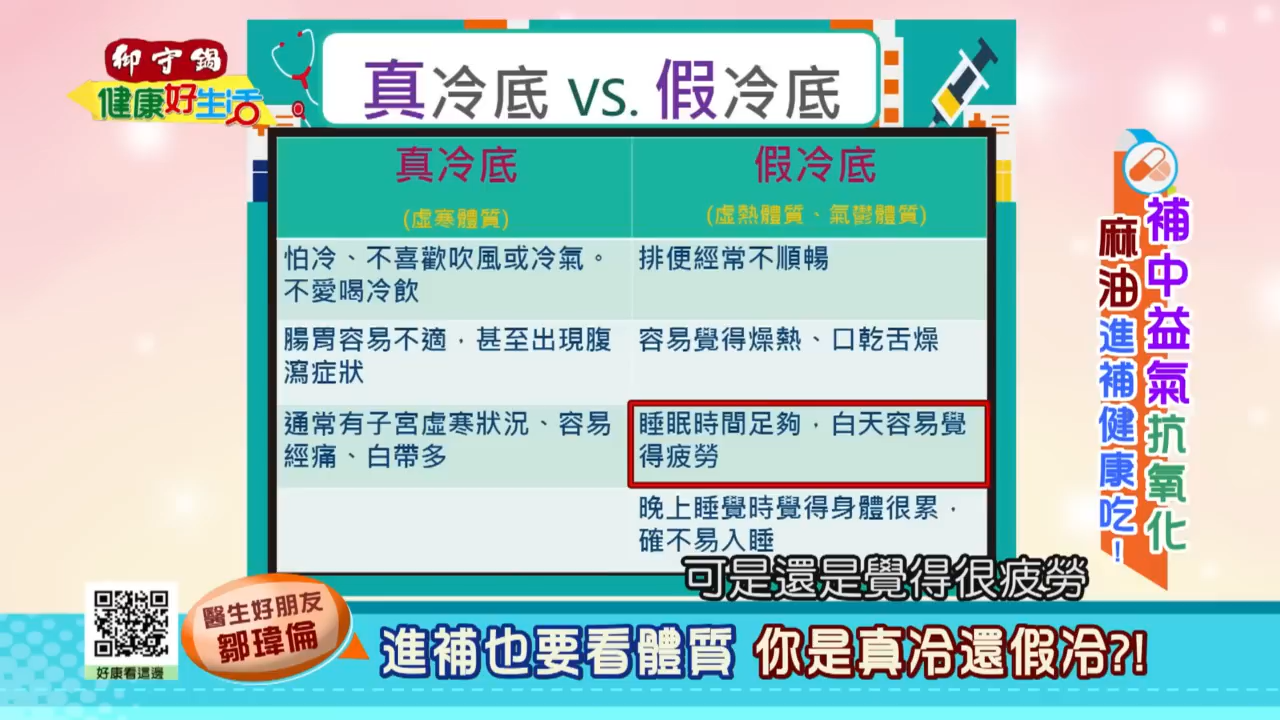 御守鍋
健康好生活
真冷底 VS. 假冷底
真冷底
(虛寒體質)
假冷底
(虛熱體質、氣鬱體質)
怕冷、不喜歡吹風或冷氣。
不愛喝冷飲
排便經常不順暢
腸胃容易不適，甚至出現腹
瀉症狀
容易覺得燥熱、口乾舌燥
通常有子宮虛寒狀況、容易
經痛、白帶多
睡眠時間足夠，白天容易覺
得疲勞
晚上睡覺時覺得身體很累，
確不易入睡
補中益氣抗氧化
麻油進補健康吃！
可是還是覺得很疲勞
好康看這邊
醫生好朋友
鄒瑋倫
進補也要看體質 你是真冷還假冷?!